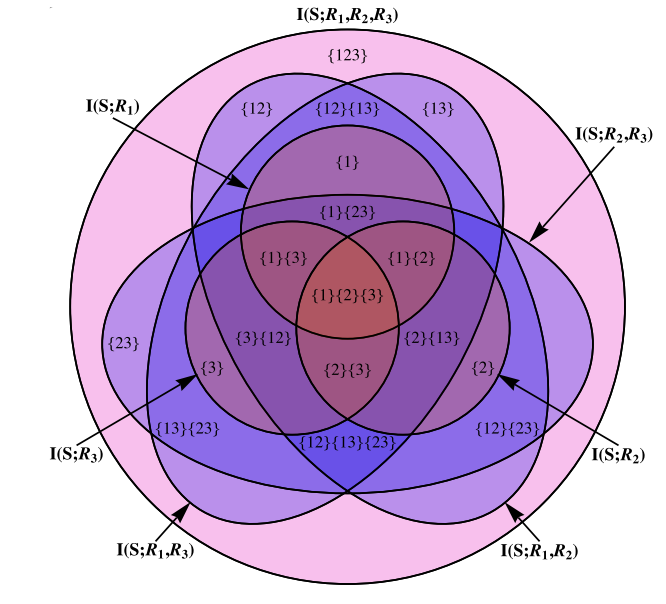 I(S;R1,R2,R3)
{123}
I(S;R1)
{12}
{12}{13}
{13}
I(S;R2,R3)
{1}
{1}{23}
{1}{3}
{1}{2}
{1}{2}{3}
{23}
{3}{12}
{2}{13}
{3}
{2}{3}
{2}
{13}{23}
{12}{13}{23}
{12}{23}
I(S;R3)
I(S;R2)
I(S;R1,R3)
I(S;R1,R2)